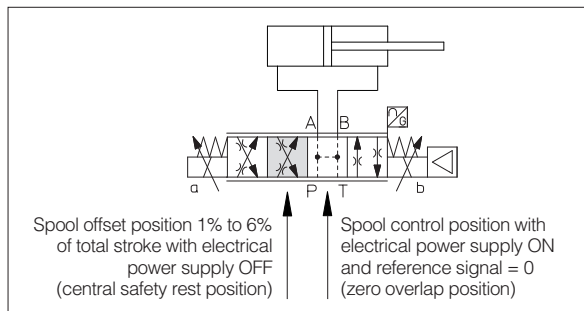 A B
a P T b
Spool offset position 1% to 6%
of total stroke with electrical
power supply OFF
(central safety rest position)
Spool control position with
electrical power supply ON
and reference signal = 0
(zero overlap position)